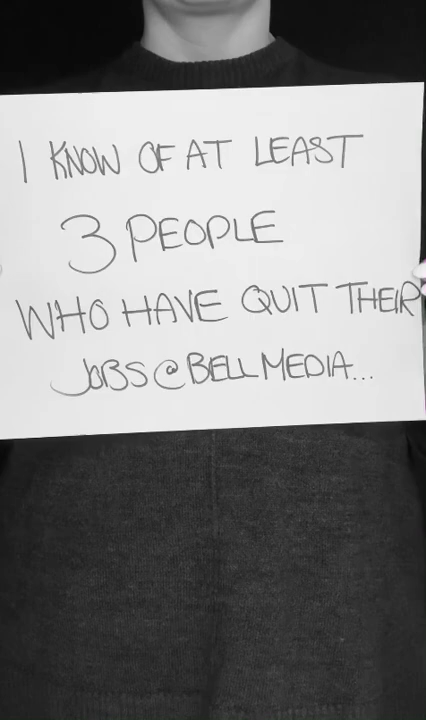 I KNOW OF AT LEAST
3 PEOPLE
WHO HAVE QUIT THEIR
JOBS@BELL MEDIA...